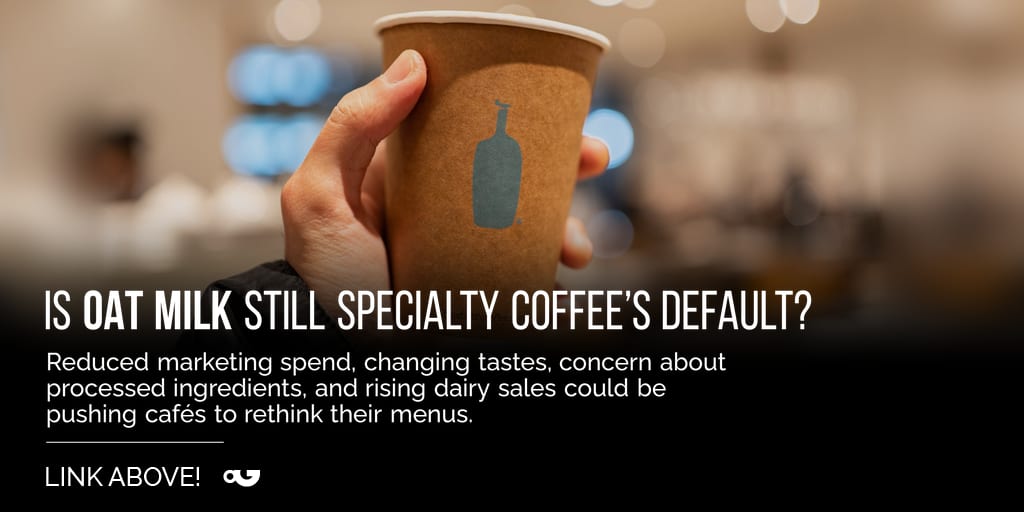 IS OAT MILK STILL SPECIALTY COFFEE'S DEFAULT?
Reduced marketing spend, changing tastes, concern about
processed ingredients, and rising dairy sales could be
pushing cafés to rethink their menus.
LINK ABOVE!